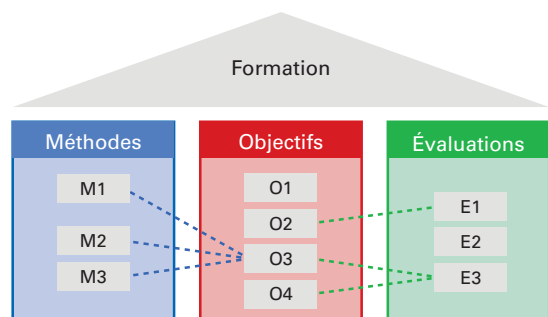 Formation
Méthodes
M1
M2
M3
Objectifs
O1
O2
O3
O4
Évaluations
E1
E2
E3